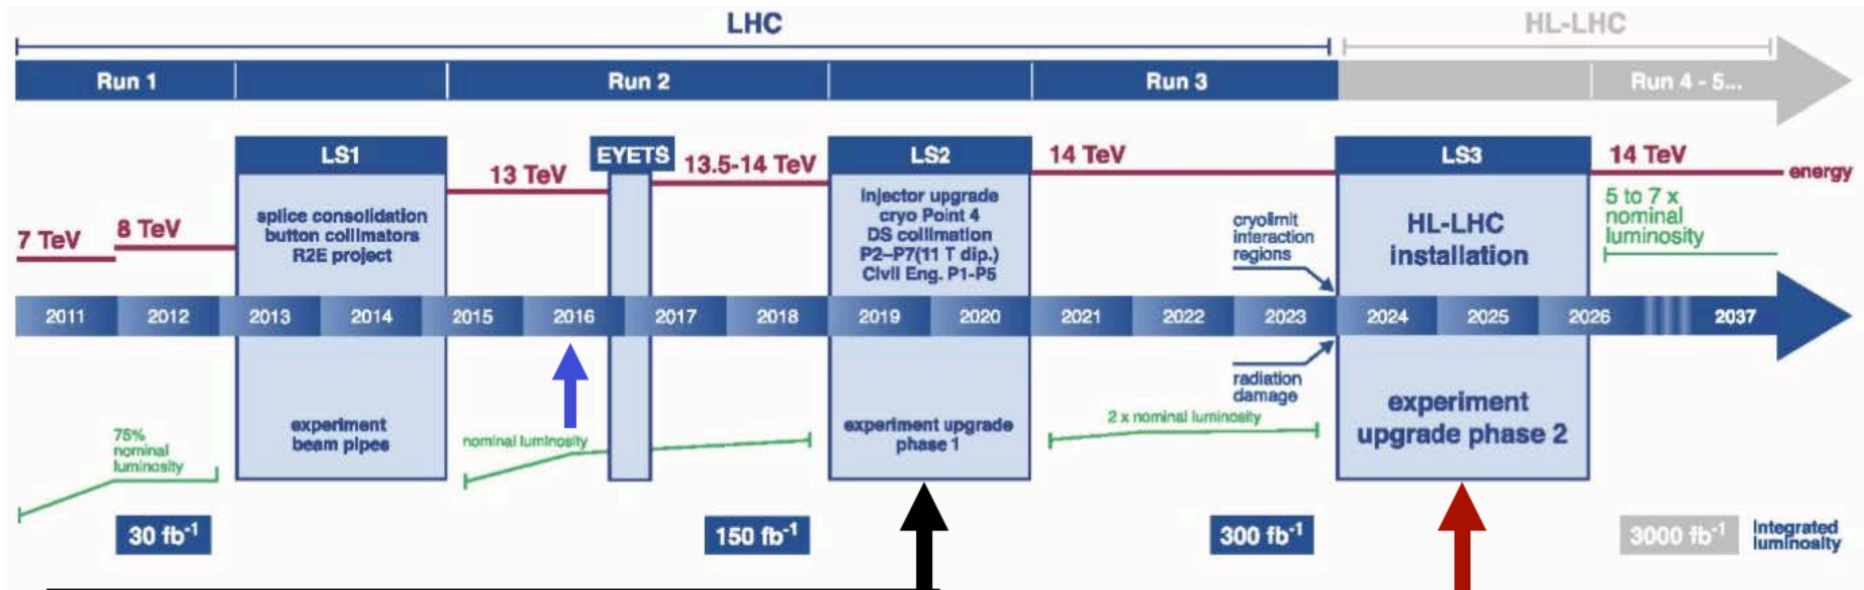 LHC
HL-LHC
Run 1
Run 2
Run 3
Run 4 - 5...
LS1
EYETS
LS2
LS3
7 TeV
8 TeV
13 TeV
13.5-14 TeV
14 TeV
14 TeV
energy
splice consolidation
button collimators
R2E project
Injector upgrade
cryo Point 4
DS collimation
P2–P7(11 T dip.)
Civil Eng. P1-P5
cryolimit
interaction
regions
HL-LHC
installation
5 to 7 x
nominal
luminosity
2011
2012
2013
2014
2015
2016
2017
2018
2019
2020
2021
2022
2023
2024
2025
2026
2037
75%
nominal
luminosity
experiment
beam pipes
nominal luminosity
experiment upgrade
phase 1
2 x nominal luminosity
radiation
damage
experiment
upgrade phase 2
30 fb⁻¹
150 fb⁻¹
300 fb⁻¹
3000 fb⁻¹
Integrated
luminosity